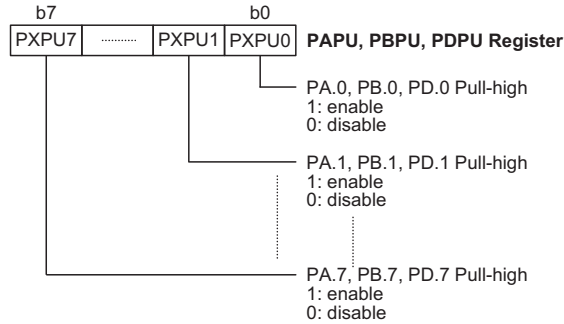 b7 b0
PXPU7 PXPU1 PXPU0 PAPU, PBPU, PDPU Register
PA.0, PB.0, PD.0 Pull-high
1: enable
0: disable
PA.1, PB.1, PD.1 Pull-high
1: enable
0: disable
PA.7, PB.7, PD.7 Pull-high
1: enable
0: disable